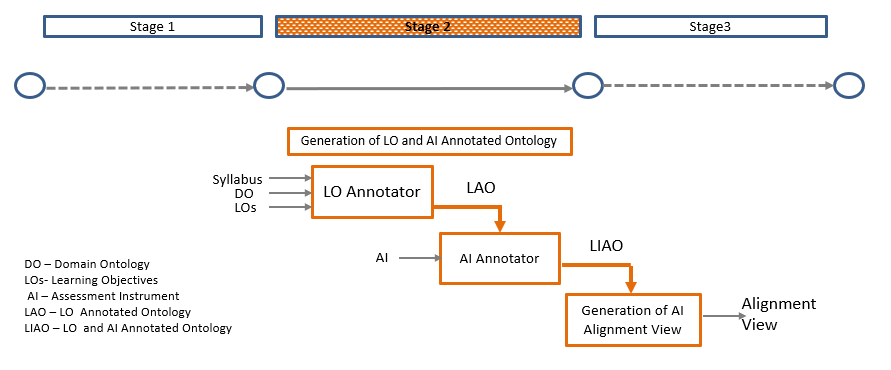 Stage 1
Stage 2
Stage3
Generation of LO and AI Annotated Ontology
Syllabus
DO
LOs
LO Annotator
LAO
AI
AI Annotator
LIAO
Generation of AI
Alignment View
Alignment
View
DO – Domain Ontology
LOs- Learning Objectives
AI – Assessment Instrument
LAO – LO Annotated Ontology
LIAO – LO and AI Annotated Ontology